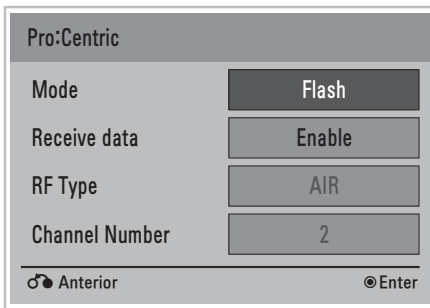 Pro:Centric
Mode Flash
Receive data Enable
RF Type AIR
Channel Number 2
Anterior ◉Enter